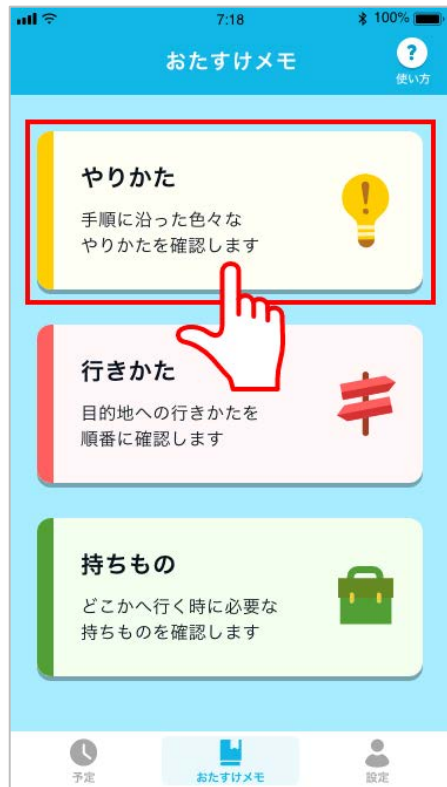 7:18
100%
おたすけメモ
?
使い方
やりかた
手順に沿った色々な
やりかたを確認します
行きかた
目的地への行きかたを
順番に確認します
持ちもの
どこかへ行く時に必要な
持ちものを確認します
予定
おたすけメモ
設定